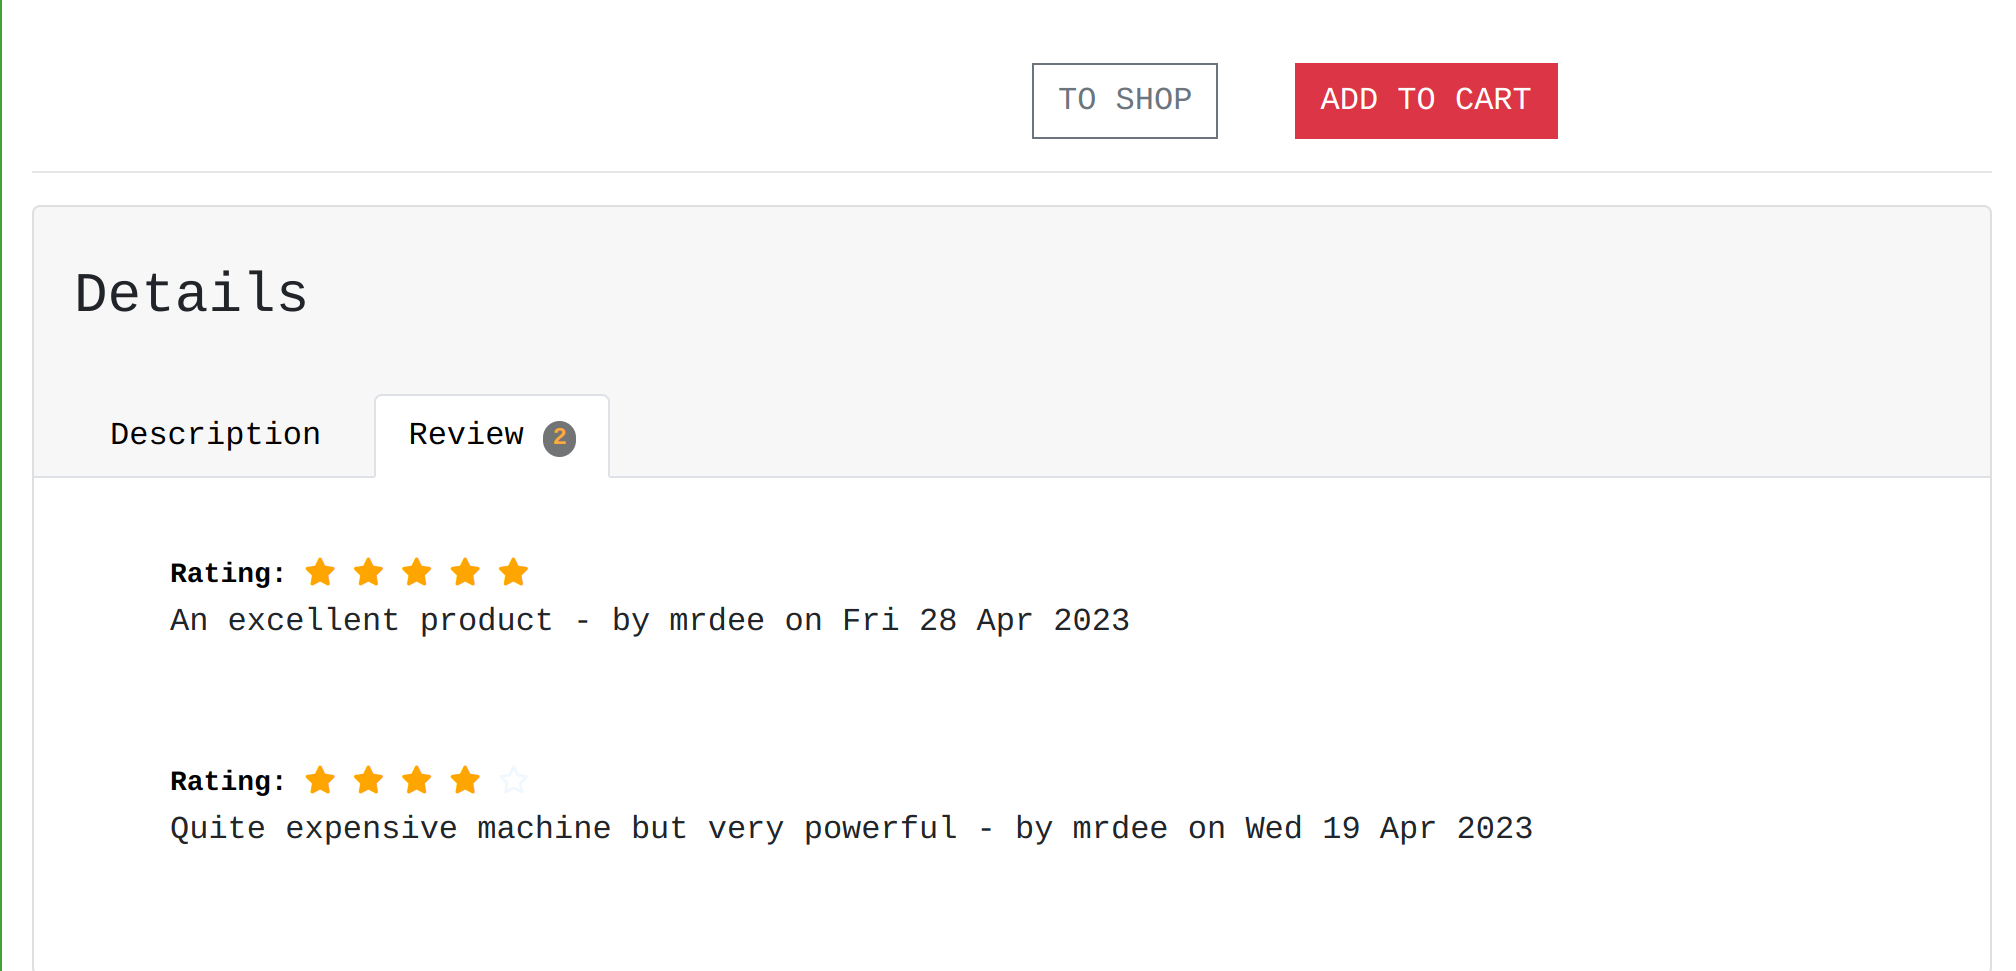 TO SHOP ADD TO CART
Details
Description Review 2
Rating:
An excellent product - by mrdee on Fri 28 Apr 2023
Rating:
Quite expensive machine but very powerful - by mrdee on Wed 19 Apr 2023